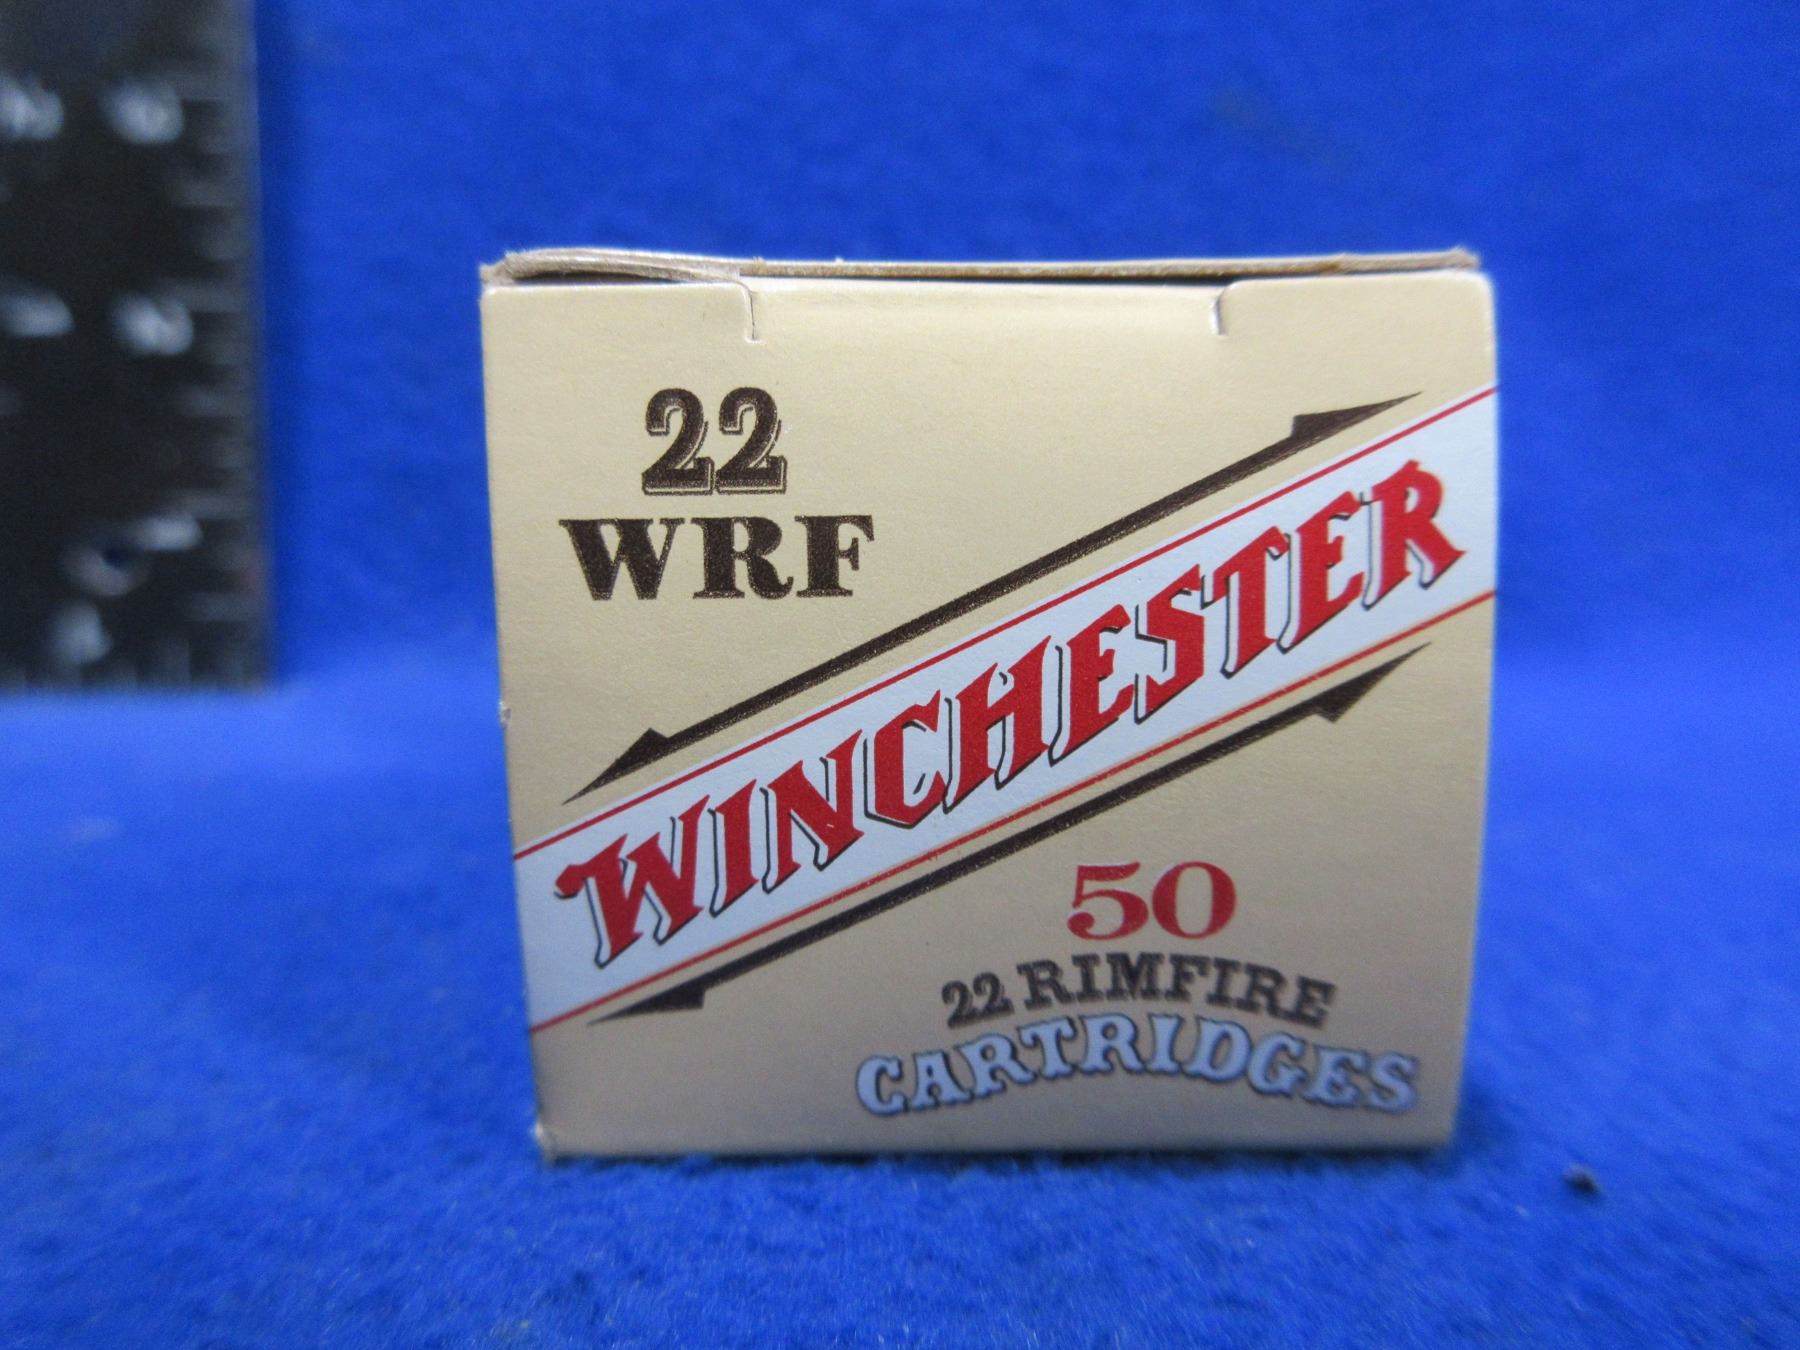 22
WRF
WINCHESTER
50
22 RIMFIRE
CARTRIDGES